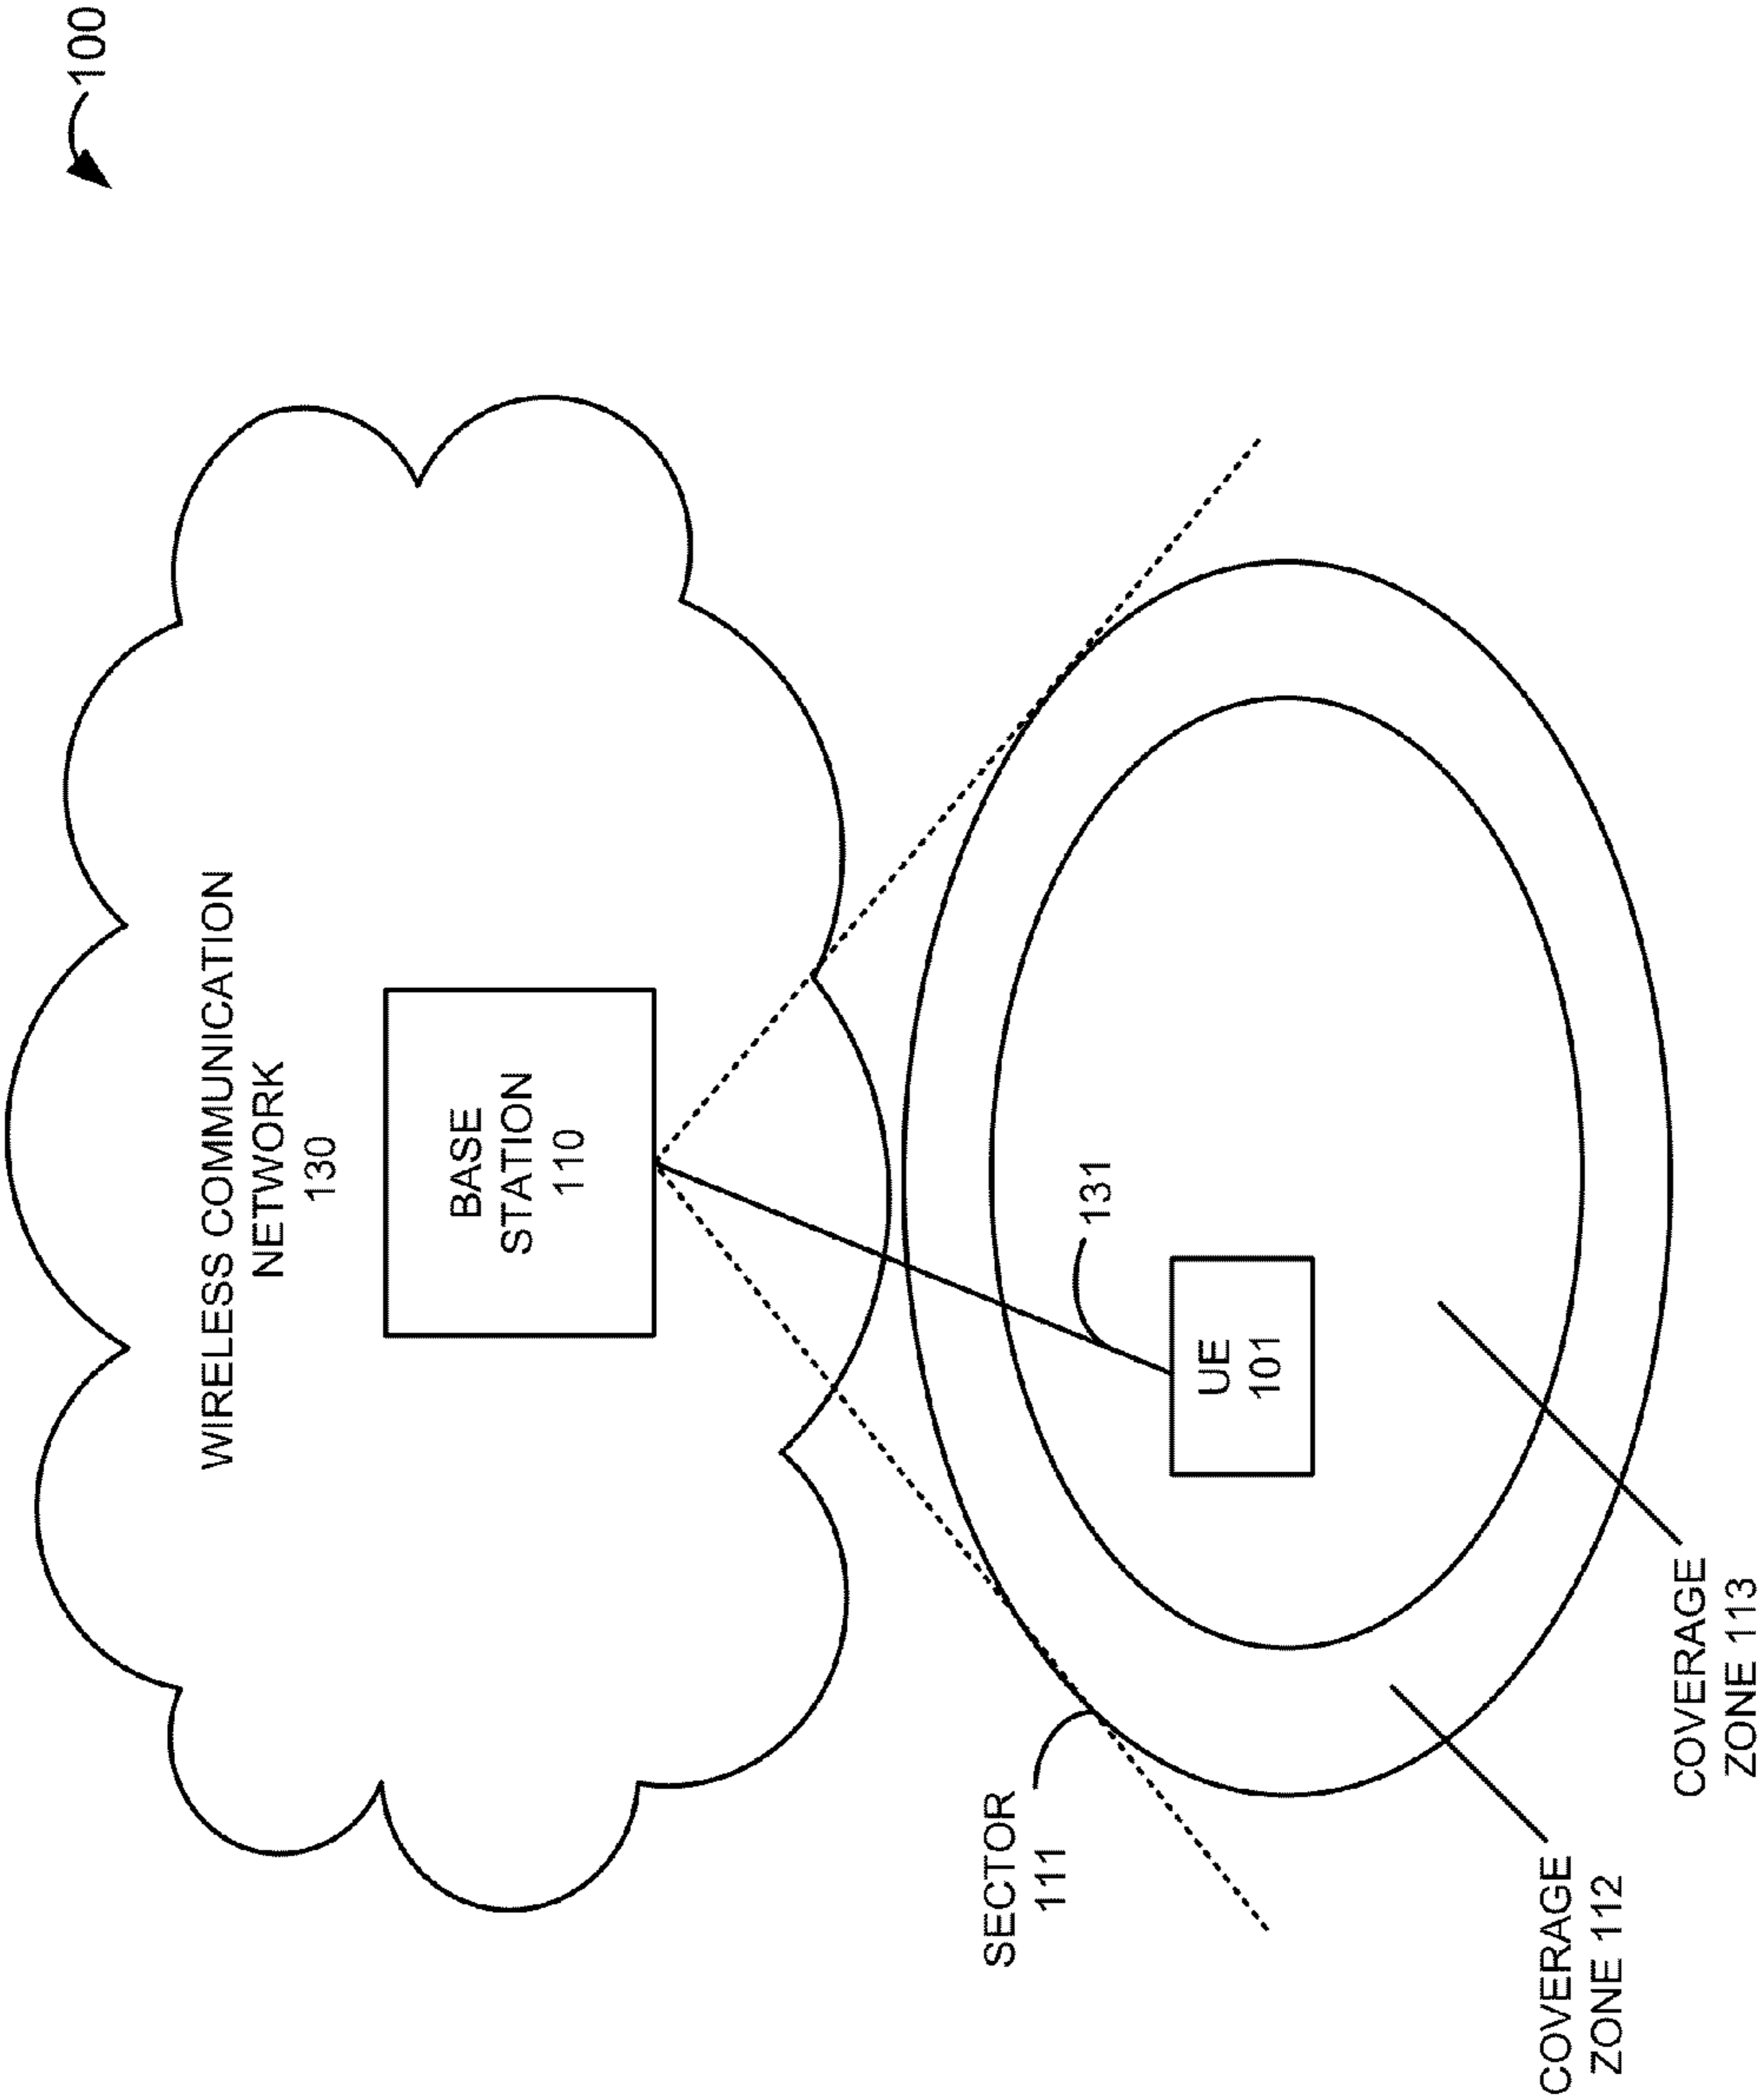 100
WIRELESS COMMUNICATION
NETWORK
130
BASE
STATION
110
SECTOR
111
131
UE
101
COVERAGE
ZONE 112
COVERAGE
ZONE 113